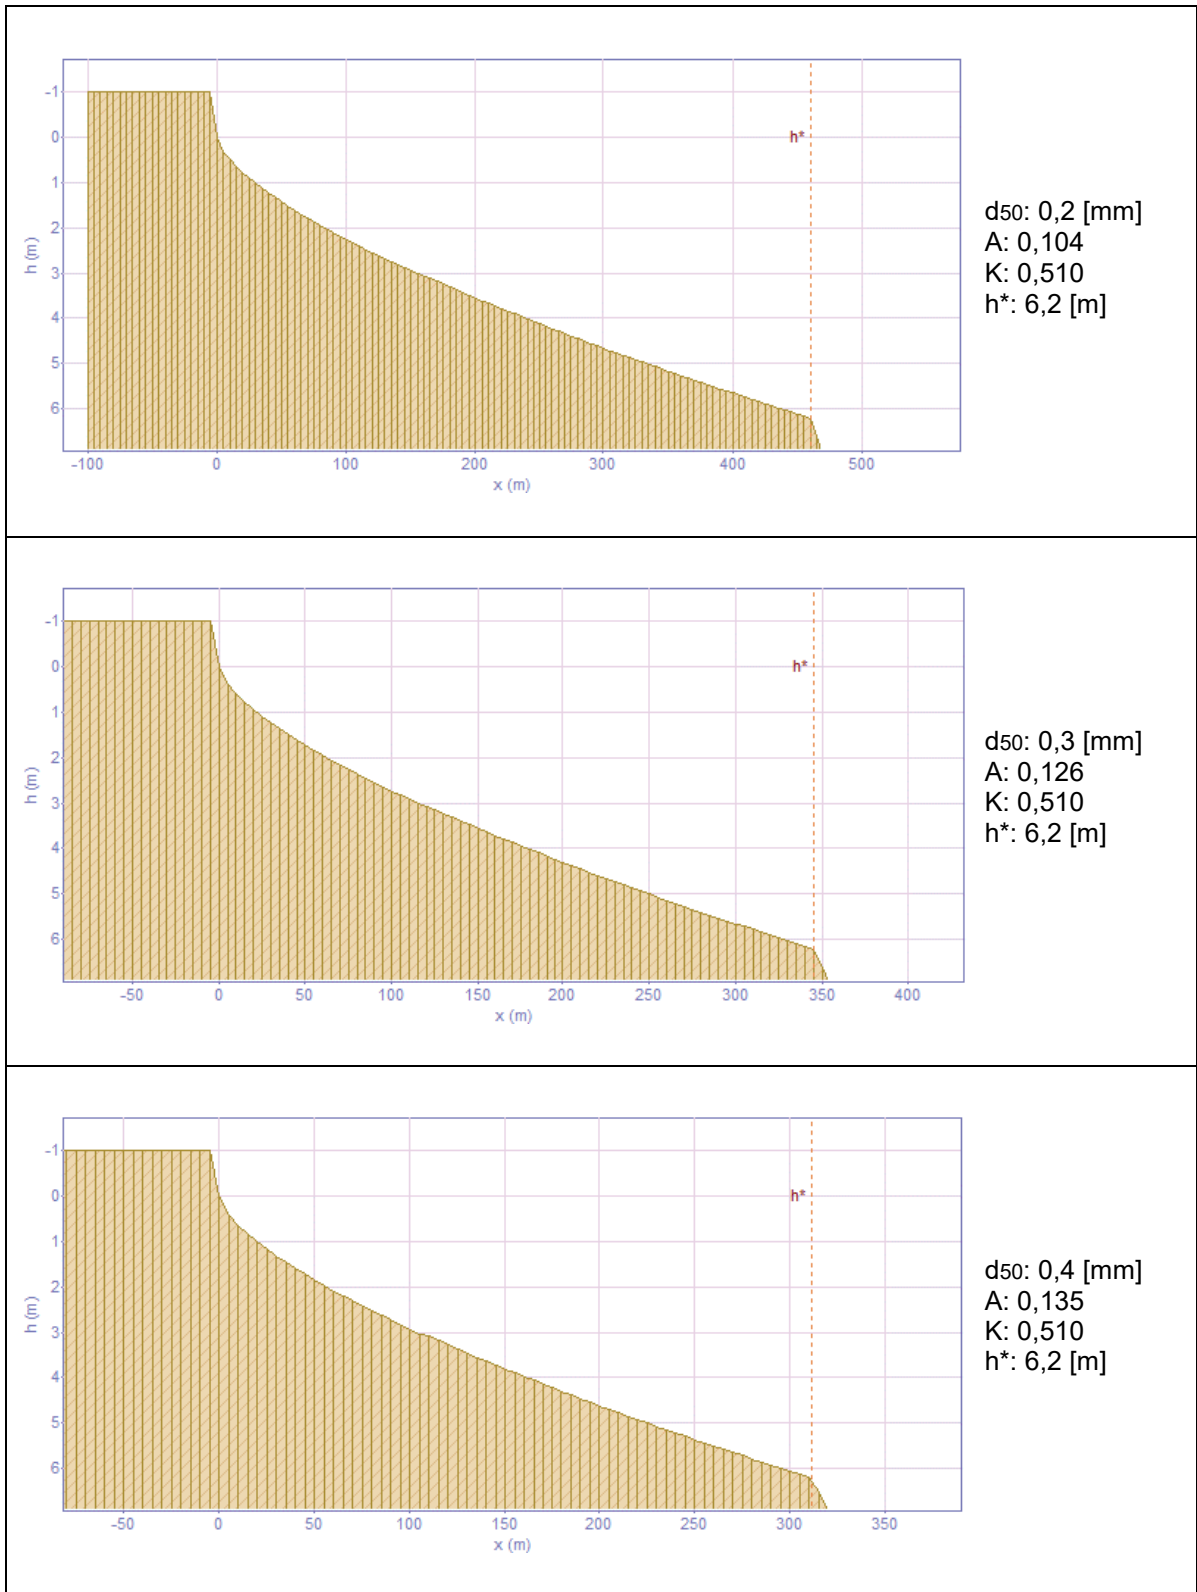 -1
0
1
2
3
4
5
6
h (m)
h*
-100 0 100 200 300 400 500
x (m)
d50: 0,2 [mm]
A: 0,104
K: 0,510
h*: 6,2 [m]
-1
0
1
2
3
4
5
6
h (m)
h*
-50 0 50 100 150 200 250 300 350 400
x (m)
d50: 0,3 [mm]
A: 0,126
K: 0,510
h*: 6,2 [m]
-1
0
1
2
3
4
5
6
h (m)
h*
-50 0 50 100 150 200 250 300 350
x (m)
d50: 0,4 [mm]
A: 0,135
K: 0,510
h*: 6,2 [m]